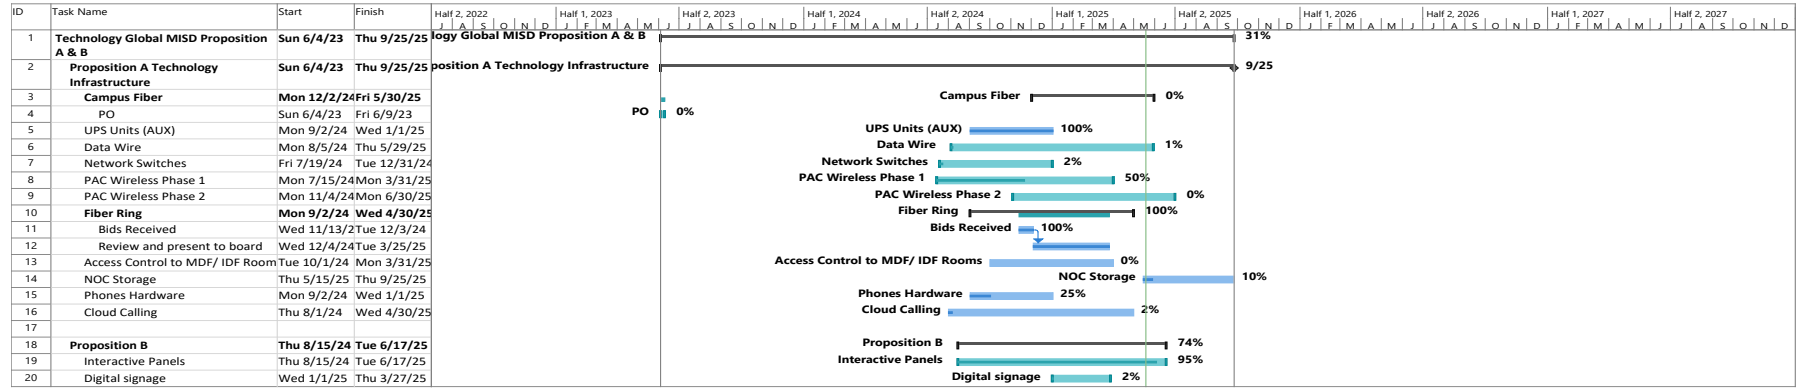 ID Task Name Start Finish Half 2, 2022 Half 1, 2023 Half 2, 2023 Half 1, 2024 Half 2, 2024 Half 1, 2025 Half 2, 2025 Half 1, 2026 Half 2, 2026 Half 1, 2027 Half 2, 2027
J A S O N D J F M A M J J A S O N D J F M A M J J A S O N D J F M A M J J A S O N D J F M A M J J A S O N D J F M A M J J A S O N D
1 Technology Global MISD Proposition Sun 6/4/23 Thu 9/25/25 logy Global MISD Proposition A & B 31%
A & B
2 Proposition A Technology Sun 6/4/23 Thu 9/25/25 position A Technology Infrastructure 9/25
Infrastructure
3 Campus Fiber Mon 12/2/24 Fri 5/30/25 Campus Fiber 0%
4 PO Sun 6/4/23 Fri 6/9/23 PO 0%
5 UPS Units (AUX) Mon 9/2/24 Wed 1/1/25 UPS Units (AUX) 100%
6 Data Wire Mon 8/5/24 Thu 5/29/25 Data Wire 1%
7 Network Switches Fri 7/19/24 Tue 12/31/24 Network Switches 2%
8 PAC Wireless Phase 1 Mon 7/15/24 Mon 3/31/25 PAC Wireless Phase 1 50%
9 PAC Wireless Phase 2 Mon 11/4/24 Mon 6/30/25 PAC Wireless Phase 2 0%
10 Fiber Ring Mon 9/2/24 Wed 4/30/25 Fiber Ring 100%
11 Bids Received Wed 11/13/2 Tue 12/3/24 Bids Received 100%
12 Review and present to board Wed 12/4/24 Tue 3/25/25
13 Access Control to MDF/ IDF Room Tue 10/1/24 Mon 3/31/25 Access Control to MDF/ IDF Rooms 0%
14 NOC Storage Thu 5/15/25 Thu 9/25/25 NOC Storage 10%
15 Phones Hardware Mon 9/2/24 Wed 1/1/25 Phones Hardware 25%
16 Cloud Calling Thu 8/1/24 Wed 4/30/25 Cloud Calling 2%
17
18 Proposition B Thu 8/15/24 Tue 6/17/25 Proposition B 74%
19 Interactive Panels Thu 8/15/24 Tue 6/17/25 Interactive Panels 95%
20 Digital signage Wed 1/1/25 Thu 3/27/25 Digital signage 2%